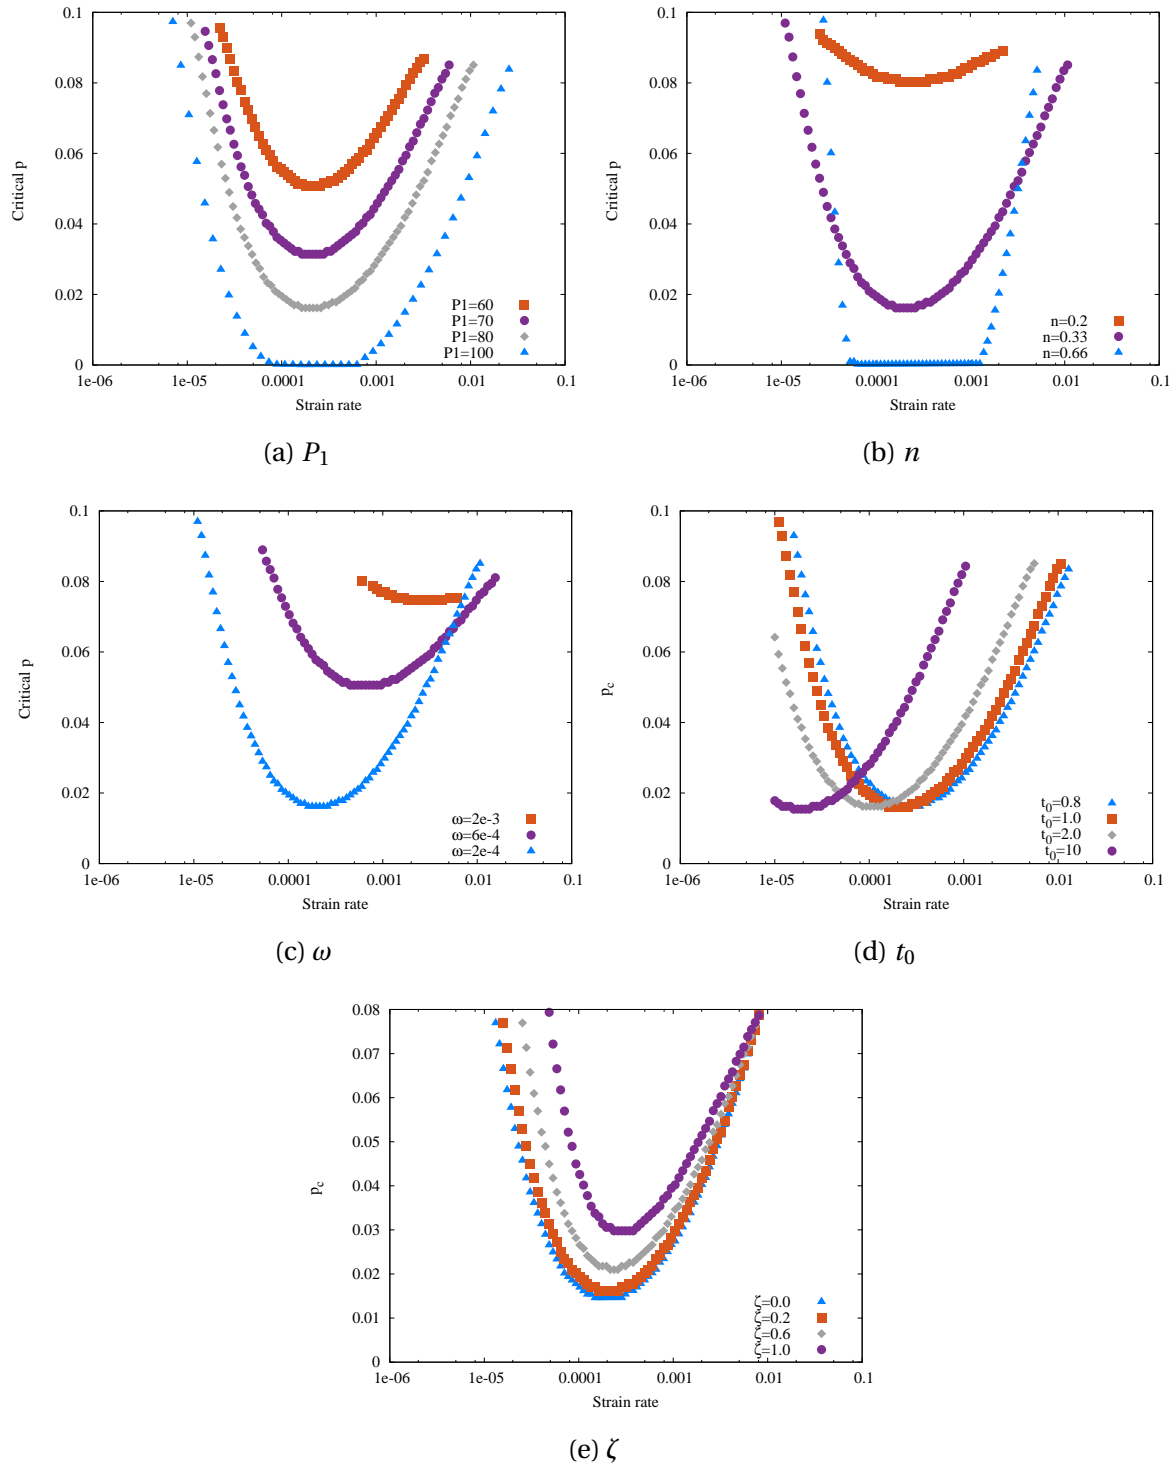 0.1
0.08
0.06
0.04
0.02
0
Critical p
P1=60
P1=70
P1=80
P1=100
1e-06
1e-05
0.0001
0.001
0.01
0.1
Strain rate
(a) P1
0.1
0.08
0.06
0.04
0.02
0
Critical p
n=0.2
n=0.33
n=0.66
1e-06
1e-05
0.0001
0.001
0.01
0.1
Strain rate
(b) n
0.1
0.08
0.06
0.04
0.02
0
Critical p
ω=2e-3
ω=6e-4
ω=2e-4
1e-06
1e-05
0.0001
0.001
0.01
0.1
Strain rate
(c) ω
0.1
0.08
0.06
0.04
0.02
0
pc
t0=0.8
t0=1.0
t0=2.0
t0=10
1e-06
1e-05
0.0001
0.001
0.01
0.1
Strain rate
(d) t0
0.08
0.07
0.06
0.05
0.04
0.03
0.02
0.01
0
pc
ζ=0.0
ζ=0.2
ζ=0.6
ζ=1.0
1e-06
1e-05
0.0001
0.001
0.01
0.1
Strain rate
(e) ζ